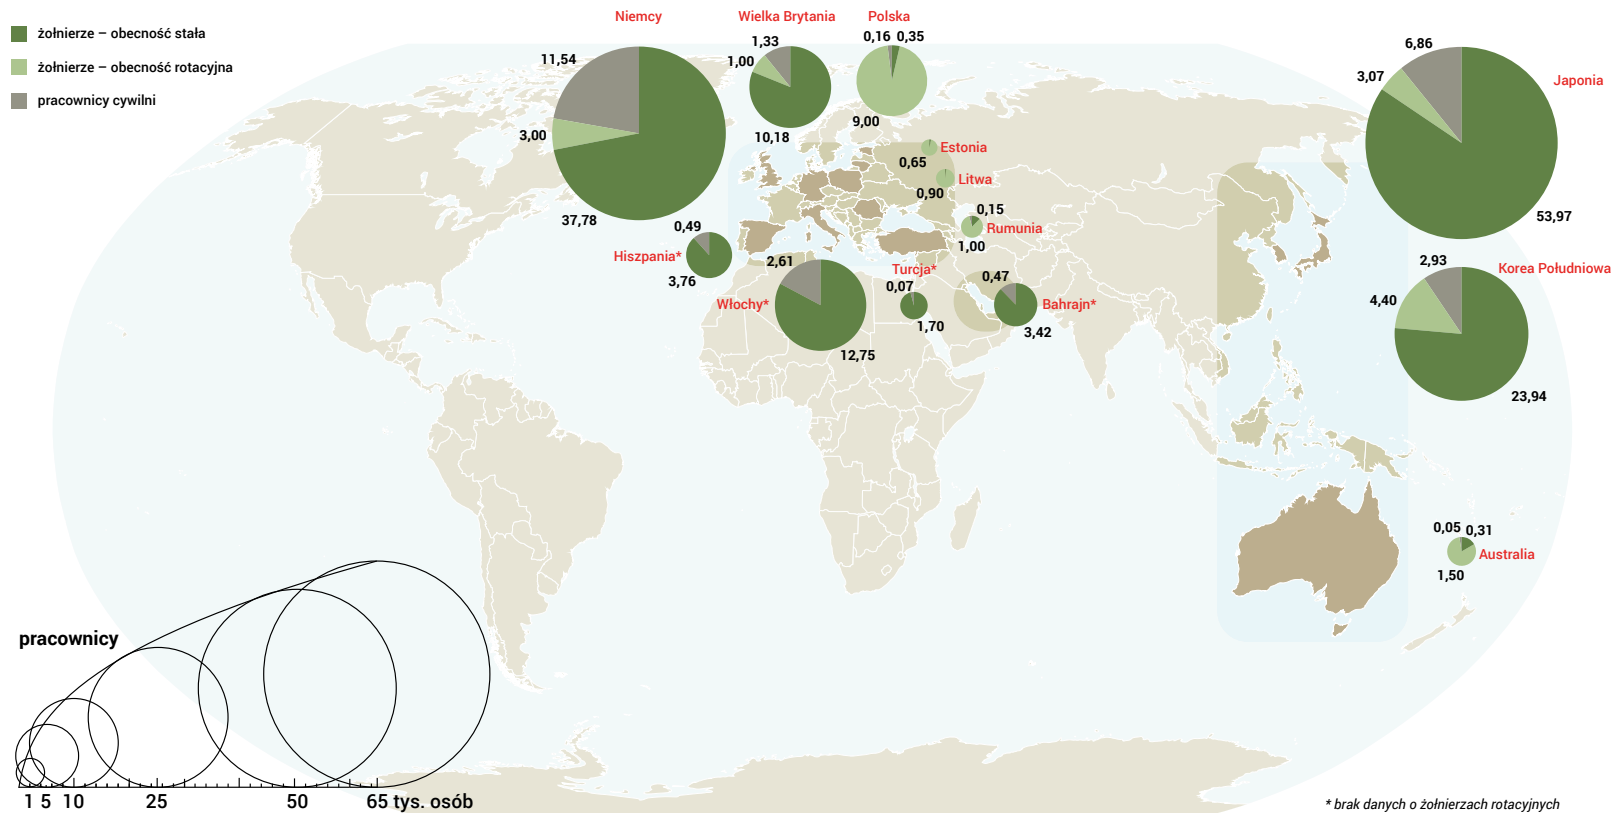 żołnierze – obecność stała
żołnierze – obecność rotacyjna
pracownicy cywilni
Niemcy
11,54
3,00
37,78
Wielka Brytania
1,33
1,00
10,18
Polska
0,16 0,35
9,00
Estonia
0,65
Litwa
0,90
0,15
Rumunia
1,00
0,49
Hiszpania*
3,76
2,61
Włochy*
12,75
Turcja*
0,07
1,70
0,47
Bahrajn*
3,42
6,86
3,07
Japonia
53,97
2,93
Korea Południowa
4,40
23,94
0,05 0,31
Australia
1,50
pracownicy
1 5 10 25 50 65 tys. osób
* brak danych o żołnierzach rotacyjnych